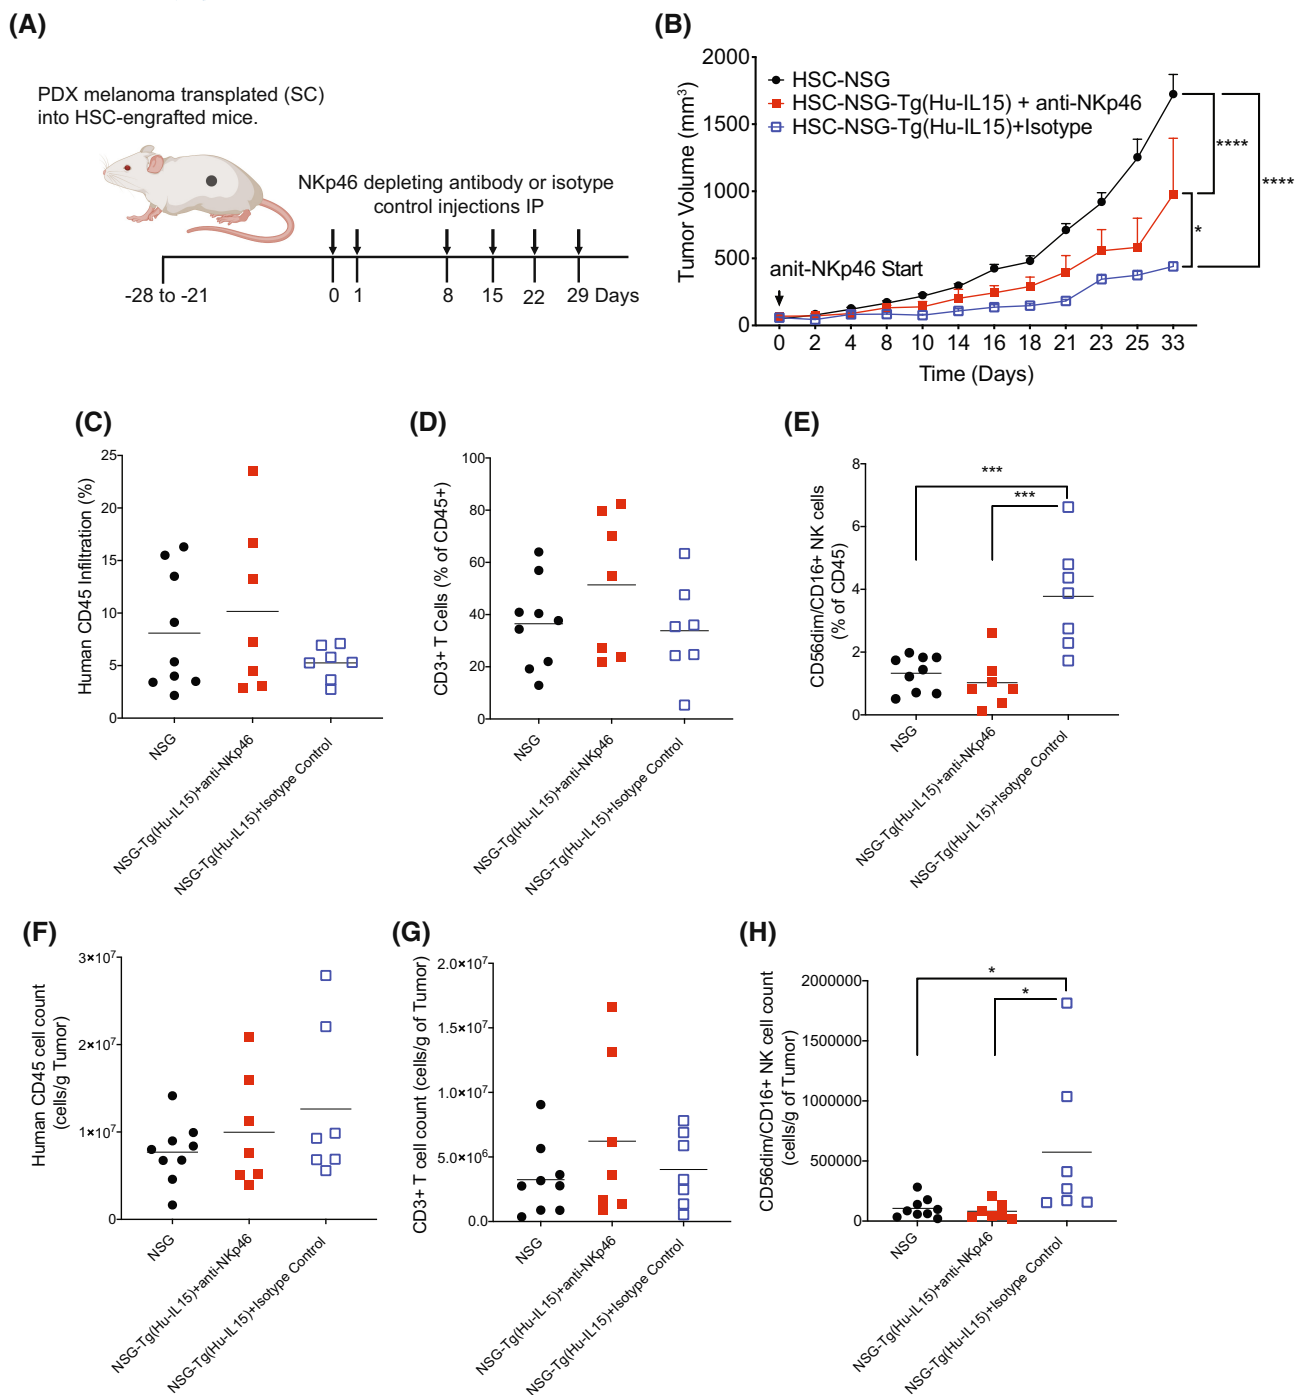 (A)
PDX melanoma transplated (SC)
into HSC-engrafted mice.
NKp46 depleting antibody or isotype
control injections IP
-28 to -21
0 1 8 15 22 29 Days
(B)
Tumor Volume (mm³)
2000
1500
1000
500
0
HSC-NSG
HSC-NSG-Tg(Hu-IL15) + anti-NKp46
HSC-NSG-Tg(Hu-IL15)+Isotype
anit-NKp46 Start
****
****
*
0 2 4 8 10 14 16 18 21 23 25 33
Time (Days)
(C)
Human CD45 Infiltration (%)
25
20
15
10
5
0
NSG
NSG-Tg(Hu-IL15)+anti-NKp46
NSG-Tg(Hu-IL15)+Isotype Control
(D)
CD3+ T Cells (% of CD45+)
100
80
60
40
20
0
NSG
NSG-Tg(Hu-IL15)+anti-NKp46
NSG-Tg(Hu-IL15)+Isotype Control
(E)
CD56dim/CD16+ NK cells
(% of CD45)
8
6
4
2
0
***
***
NSG
NSG-Tg(Hu-IL15)+anti-NKp46
NSG-Tg(Hu-IL15)+Isotype Control
(F)
Human CD45 cell count
(cells/g Tumor)
3×10⁷
2×10⁷
1×10⁷
0
NSG
NSG-Tg(Hu-IL15)+anti-NKp46
NSG-Tg(Hu-IL15)+Isotype Control
(G)
CD3+ T cell count (cells/g of Tumor)
2.0×10⁷
1.5×10⁷
1.0×10⁷
5.0×10⁶
0.0
NSG
NSG-Tg(Hu-IL15)+anti-NKp46
NSG-Tg(Hu-IL15)+Isotype Control
(H)
CD56dim/CD16+ NK cell count
(cells/g of Tumor)
2000000
1500000
1000000
500000
0
*
*
NSG
NSG-Tg(Hu-IL15)+anti-NKp46
NSG-Tg(Hu-IL15)+Isotype Control